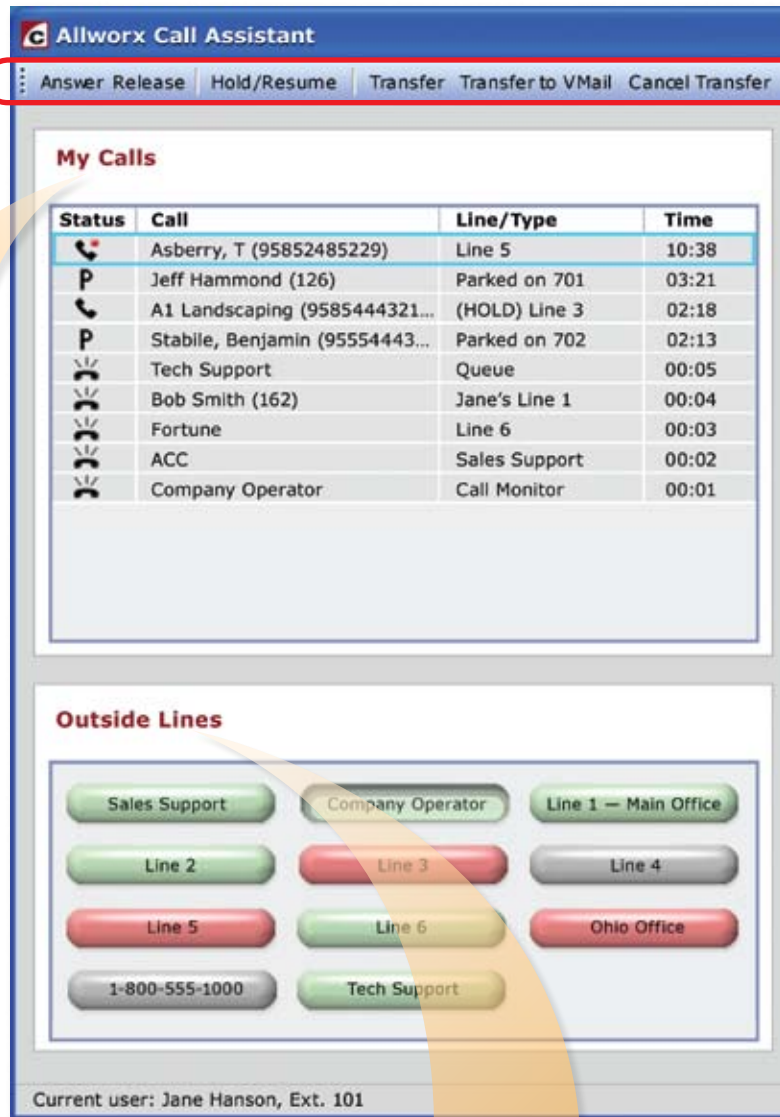 Allworx Call Assistant
Answer Release Hold/Resume Transfer Transfer to VMail Cancel Transfer
My Calls
Status Call Line/Type Time
Asberry, T (95852485229) Line 5 10:38
P Jeff Hammond (126) Parked on 701 03:21
A1 Landscaping (9585444321... (HOLD) Line 3 02:18
P Stabile, Benjamin (95554443... Parked on 702 02:13
Tech Support Queue 00:05
Bob Smith (162) Jane's Line 1 00:04
Fortune Line 6 00:03
ACC Sales Support 00:02
Company Operator Call Monitor 00:01
Outside Lines
Sales Support Company Operator Line 1 — Main Office
Line 2 Line 3 Line 4
Line 5 Line 6 Ohio Office
1-800-555-1000 Tech Support
Current user: Jane Hanson, Ext. 101